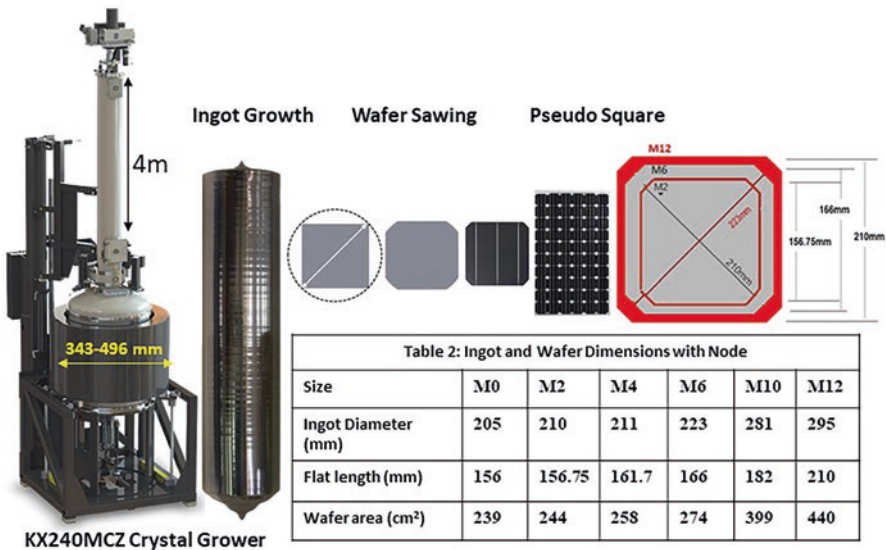 Ingot Growth Wafer Sawing Pseudo Square
4m
343-496 mm
KX240MCZ Crystal Grower
M12
M6
M2
223mm
210mm
156.75mm
166mm
210mm
Table 2: Ingot and Wafer Dimensions with Node
Size M0 M2 M4 M6 M10 M12
Ingot Diameter (mm) 205 210 211 223 281 295
Flat length (mm) 156 156.75 161.7 166 182 210
Wafer area (cm²) 239 244 258 274 399 440